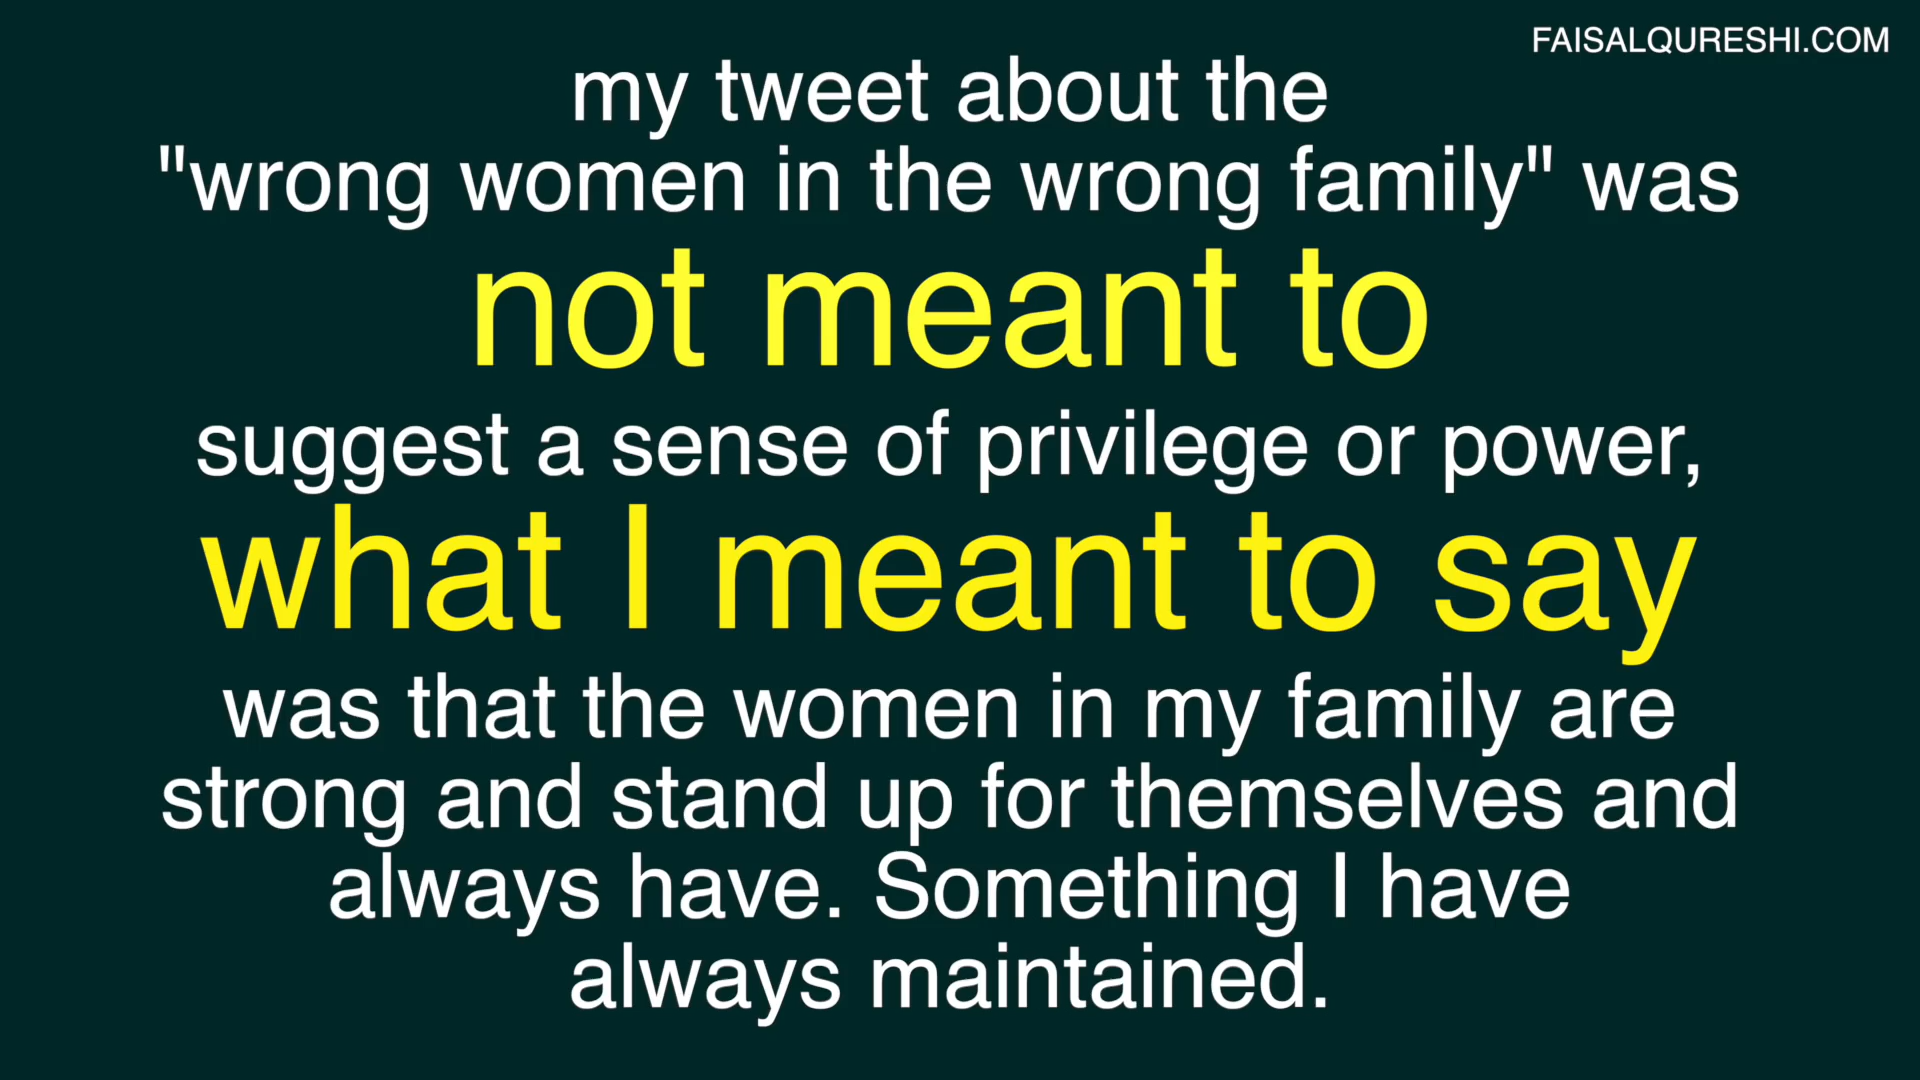 FAISALQURESHI.COM
my tweet about the
"wrong women in the wrong family" was
not meant to
suggest a sense of privilege or power,
what I meant to say
was that the women in my family are
strong and stand up for themselves and
always have. Something I have
always maintained.